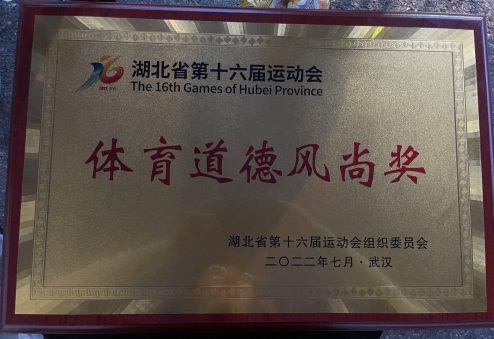 湖北省第十六届运动会
The 16th Games of Hubei Province
体育道德风尚奖
湖北省第十六届运动会组织委员会
二〇二二年七月·武汉